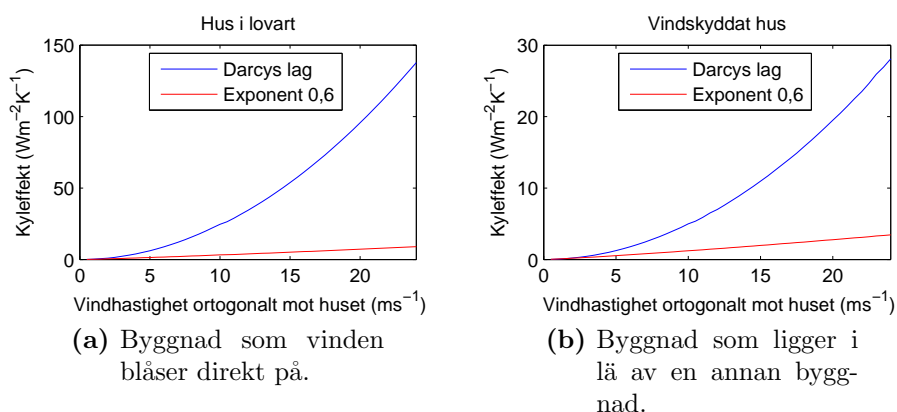 Hus i lovart
150
100
50
0
Kyleffekt (Wm⁻²K⁻¹)
Darcys lag
Exponent 0,6
0 5 10 15 20
Vindhastighet ortogonalt mot huset (ms⁻¹)
(a) Byggnad som vinden
blåser direkt på.
Vindskyddat hus
30
20
10
0
Kyleffekt (Wm⁻²K⁻¹)
Darcys lag
Exponent 0,6
0 5 10 15 20
Vindhastighet ortogonalt mot huset (ms⁻¹)
(b) Byggnad som ligger i
lä av en annan bygg-
nad.